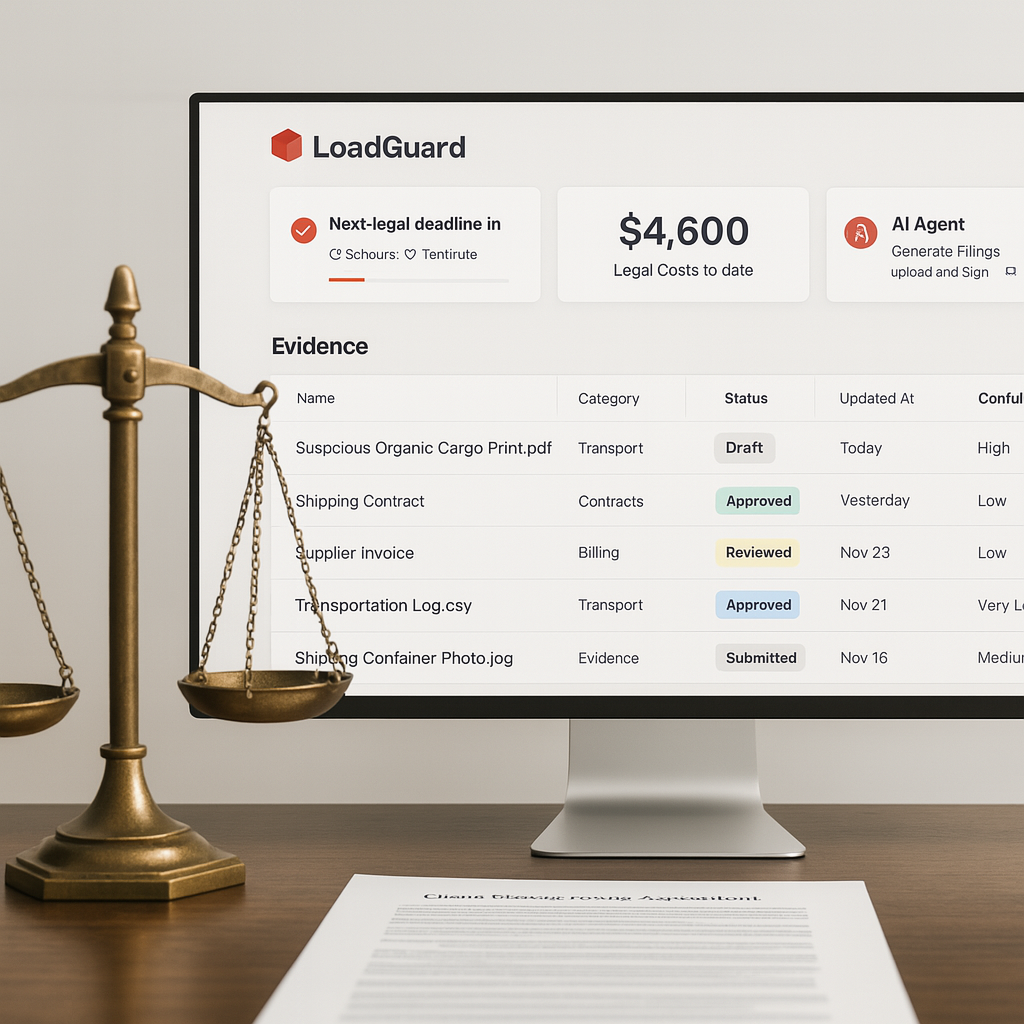 LoadGuard
Next-legal deadline in
Schours: Tentirute
$4,600
Legal Costs to date
AI Agent
Generate Filings
upload and Sign
Evidence
Name Category Status Updated At Conful
Suspcious Organic Cargo Print.pdf Transport Draft Today High
Shipping Contract Contracts Approved Vesterday Low
Supplier invoice Billing Reviewed Nov 23 Low
Transportation Log.csy Transport Approved Nov 21 Very L
Shipping Container Photo.jog Evidence Submitted Nov 16 Mediu